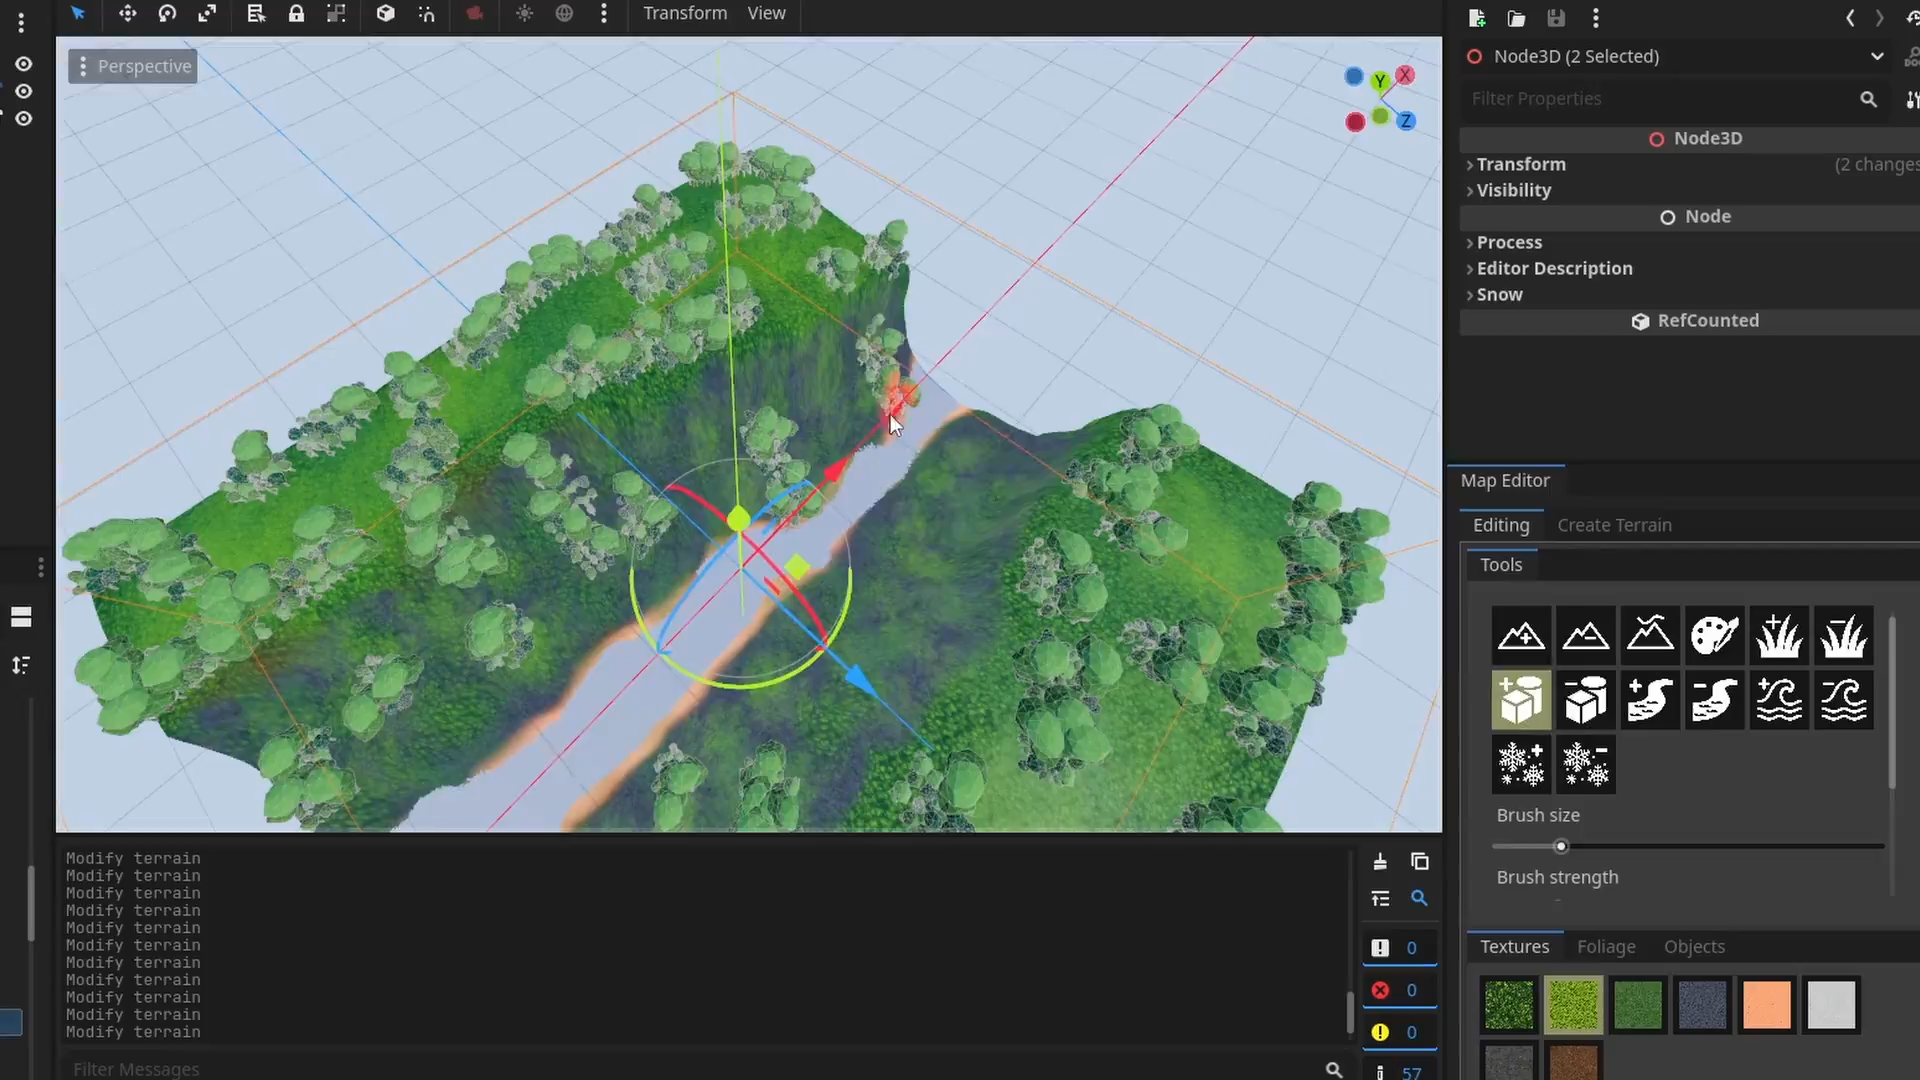 Transform View
Perspective
Y X
Z
Node3D (2 Selected)
Filter Properties
Node3D
Transform (2 changes
Visibility
Node
Process
Editor Description
Snow
RefCounted
Map Editor
Editing Create Terrain
Tools
Brush size
Brush strength
Textures Foliage Objects
Modify terrain
Modify terrain
Modify terrain
Modify terrain
Modify terrain
Modify terrain
Modify terrain
Modify terrain
Modify terrain
Modify terrain
Modify terrain
0
0
0
57
Filter Messages